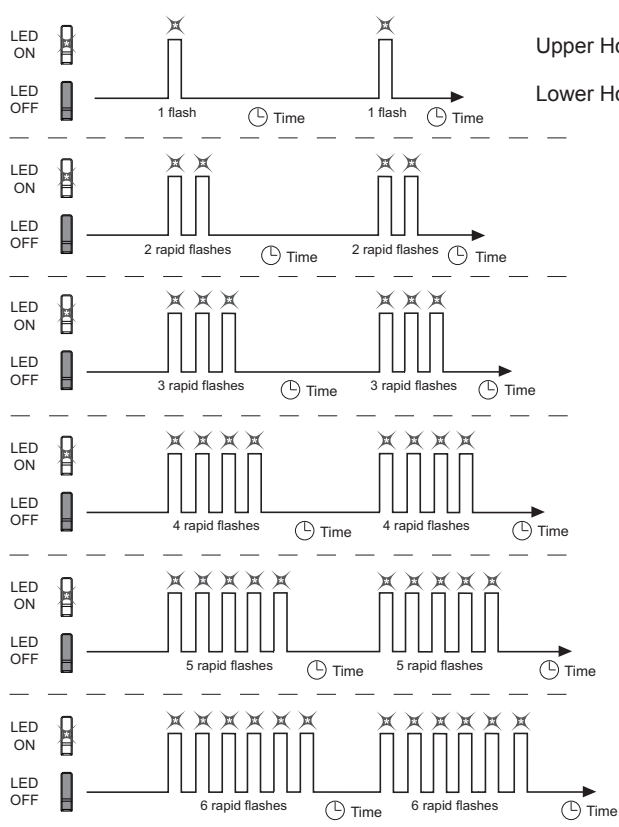 LED
ON
Upper Ho
LED
OFF
Lower Ho
1 flash
Time
1 flash
Time
LED
ON
LED
OFF
2 rapid flashes
Time
2 rapid flashes
Time
LED
ON
LED
OFF
3 rapid flashes
Time
3 rapid flashes
Time
LED
ON
LED
OFF
4 rapid flashes
Time
4 rapid flashes
Time
LED
ON
LED
OFF
5 rapid flashes
Time
5 rapid flashes
Time
LED
ON
LED
OFF
6 rapid flashes
Time
6 rapid flashes
Time